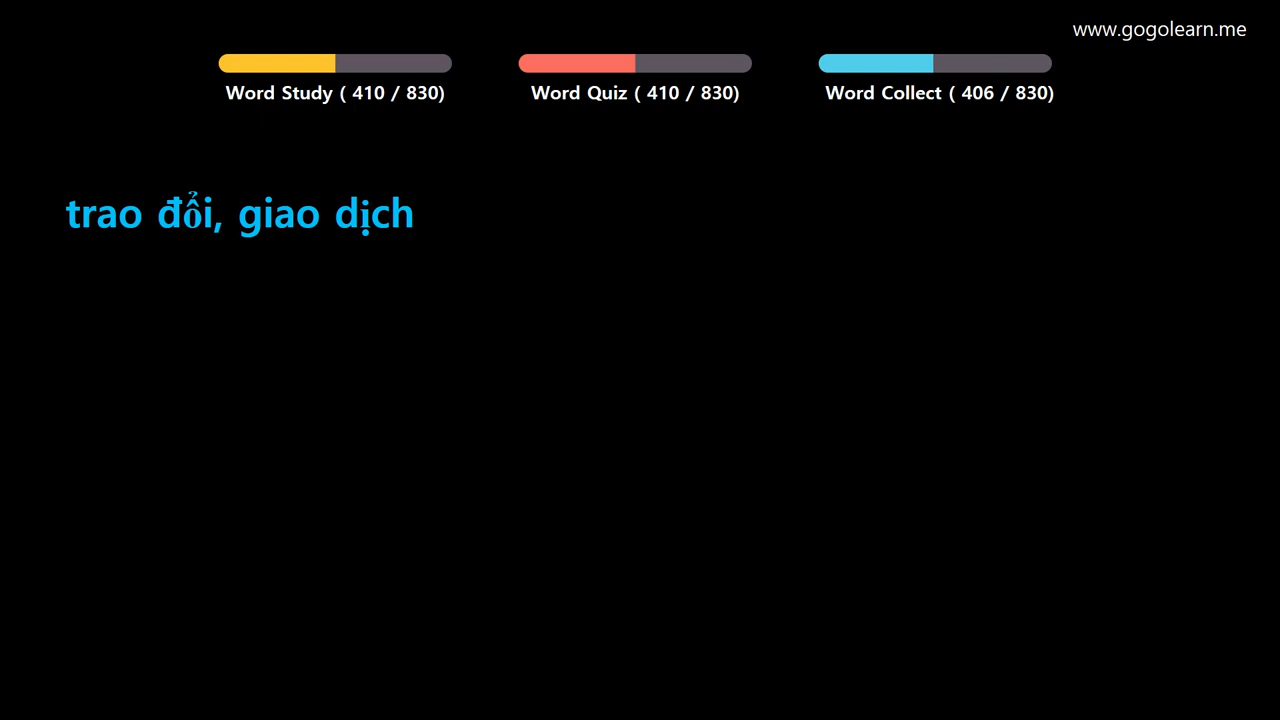 www.gogolearn.me
Word Study ( 410 / 830)
Word Quiz ( 410 / 830)
Word Collect ( 406 / 830)
trao đổi, giao dịch